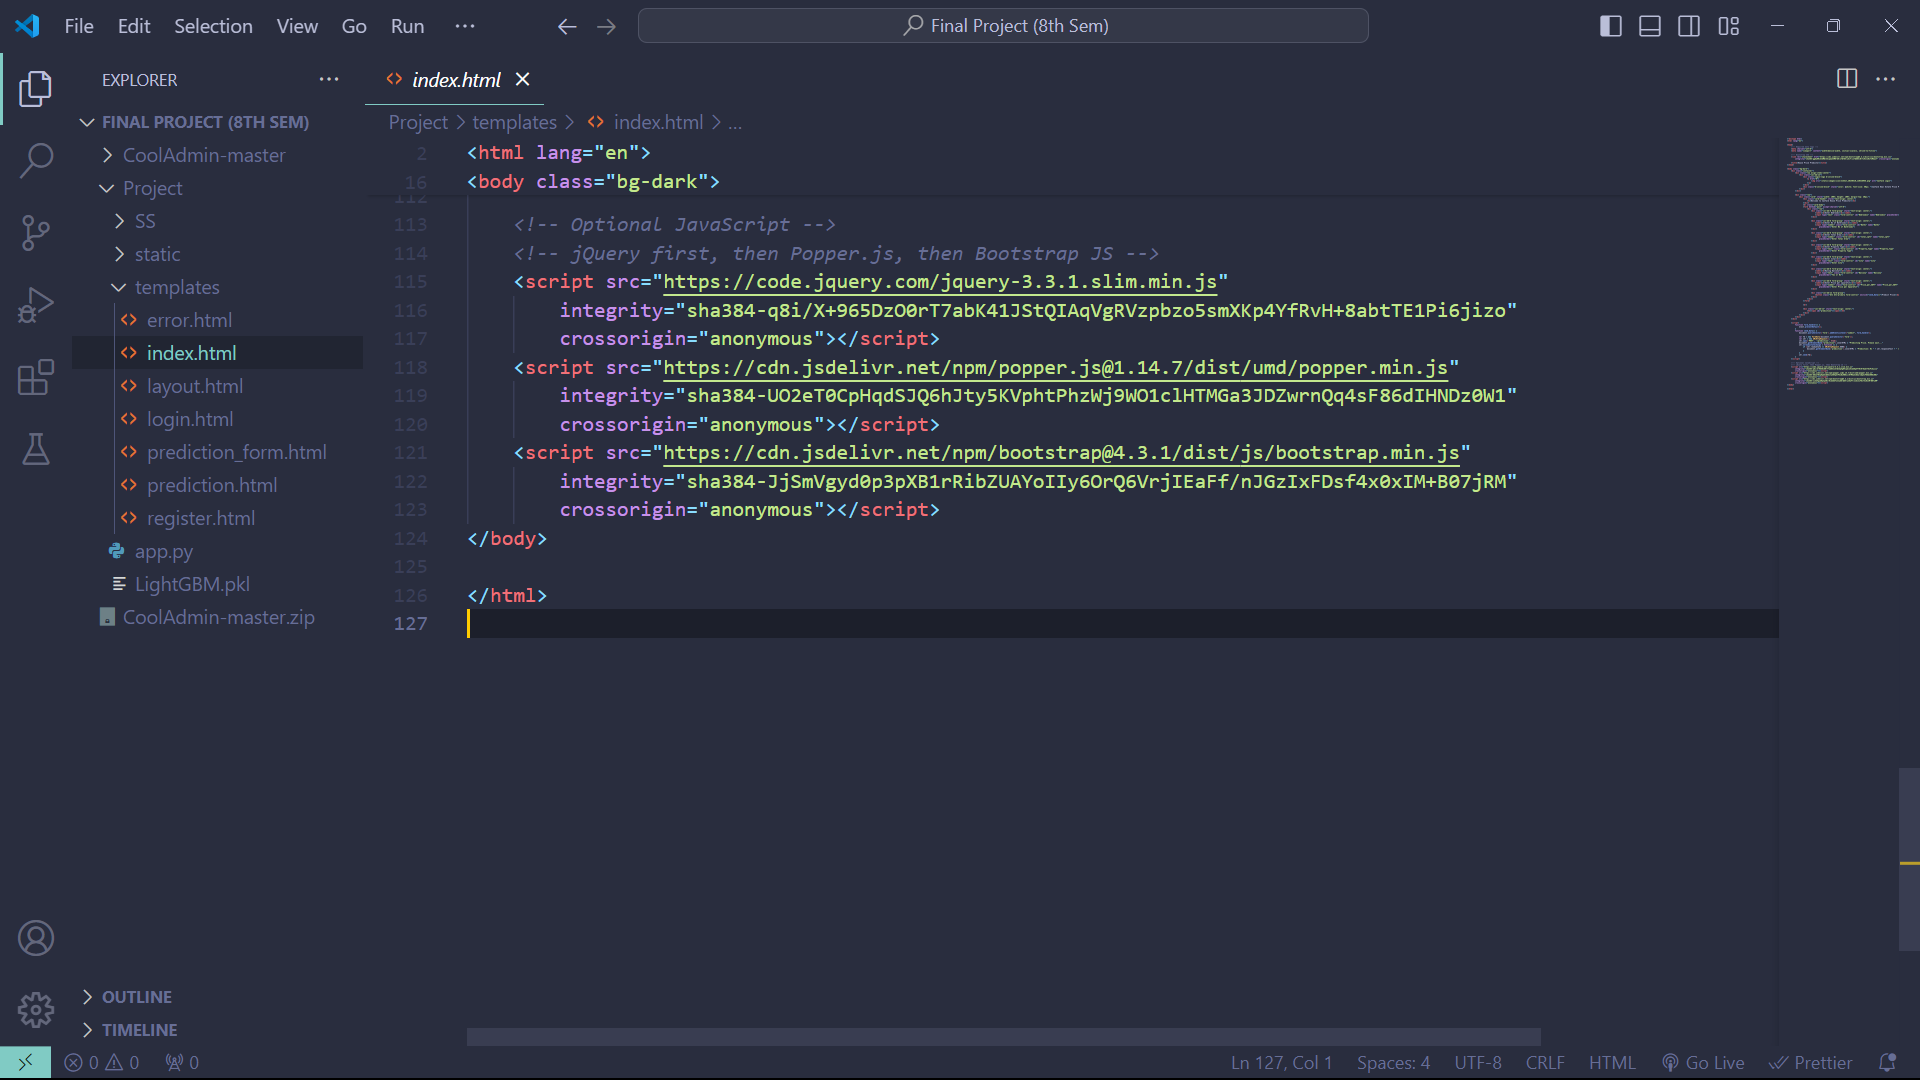 File Edit Selection View Go Run
Final Project (8th Sem)
EXPLORER
FINAL PROJECT (8TH SEM)
CoolAdmin-master
Project
SS
static
templates
error.html
index.html
layout.html
login.html
prediction_form.html
prediction.html
register.html
app.py
LightGBM.pkl
CoolAdmin-master.zip
OUTLINE
TIMELINE
index.html
Project > templates > index.html > ...
2 <html lang="en">
16 <body class="bg-dark">
112
113 <!-- Optional JavaScript -->
114 <!-- jQuery first, then Popper.js, then Bootstrap JS -->
115 <script src="https://code.jquery.com/jquery-3.3.1.slim.min.js"
116 integrity="sha384-q8i/X+965DzO0rT7abK41JStQIAqVgRVzpbzo5smXKp4YfRvH+8abtTE1Pi6jizo"
117 crossorigin="anonymous"></script>
118 <script src="https://cdn.jsdelivr.net/npm/popper.js@1.14.7/dist/umd/popper.min.js"
119 integrity="sha384-UO2eT0CpHqdSJQ6hJty5KVphtPhzWj9WO1clHTMGa3JDZwrnQq4sF86dIHNDz0W1"
120 crossorigin="anonymous"></script>
121 <script src="https://cdn.jsdelivr.net/npm/bootstrap@4.3.1/dist/js/bootstrap.min.js"
122 integrity="sha384-JjSmVgyd0p3pXB1rRibZUAYoIIy6OrQ6VrjIEaFf/nJGzIxFDsf4x0xIM+B07jRM"
123 crossorigin="anonymous"></script>
124 </body>
125
126 </html>
127
0 0 0
Ln 127, Col 1 Spaces: 4 UTF-8 CRLF HTML Go Live Prettier